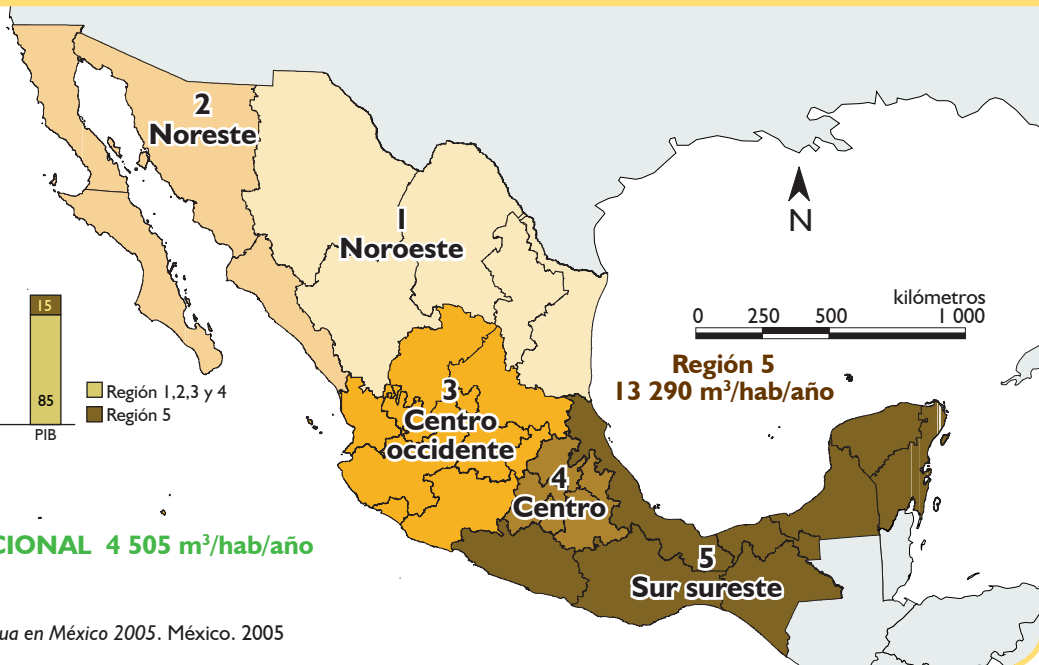 2
Noreste
1
Noroeste
N
kilómetros
0 250 500 1 000
Región 5
13 290 m³/hab/año
15
85
PIB
Región 1,2,3 y 4
Región 5
3
Centro
occidente
4
Centro
CIONAL 4 505 m³/hab/año
5
Sur sureste
ua en México 2005. México. 2005